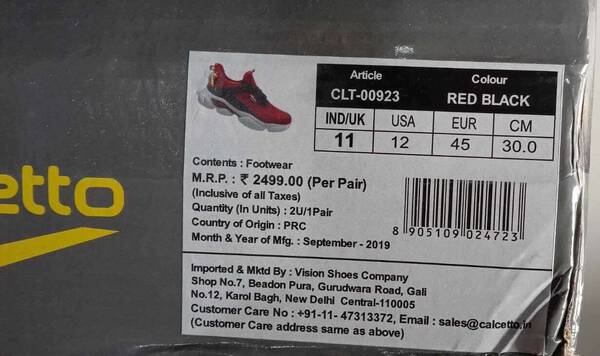 etto
Article Colour
CLT-00923 RED BLACK
IND/UK USA EUR CM
11 12 45 30.0
Contents : Footwear
M.R.P. : ₹ 2499.00 (Per Pair)
(Inclusive of all Taxes)
Quantity (In Units) : 2U/1Pair
Country of Origin : PRC
Month & Year of Mfg. : September - 2019
8 905109 024723
Imported & Mktd By : Vision Shoes Company
Shop No.7, Beadon Pura, Gurudwara Road, Gali
No.12, Karol Bagh, New Delhi Central-110005
Customer Care No : +91-11- 47313372, Email : sales@calcetto.in
(Customer Care address same as above)